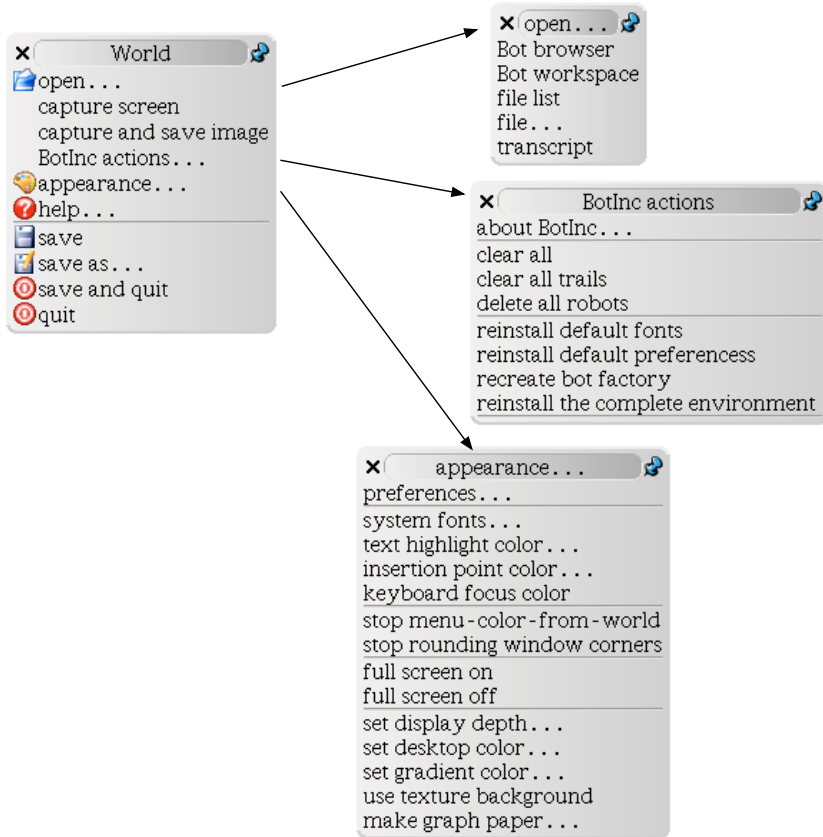 World
open...
capture screen
capture and save image
BotInc actions...
appearance...
help...
save
save as...
save and quit
quit
open...
Bot browser
Bot workspace
file list
file...
transcript
BotInc actions
about BotInc...
clear all
clear all trails
delete all robots
reinstall default fonts
reinstall default preferencess
recreate bot factory
reinstall the complete environment
appearance...
preferences...
system fonts...
text highlight color...
insertion point color...
keyboard focus color
stop menu-color-from-world
stop rounding window corners
full screen on
full screen off
set display depth...
set desktop color...
set gradient color...
use texture background
make graph paper...